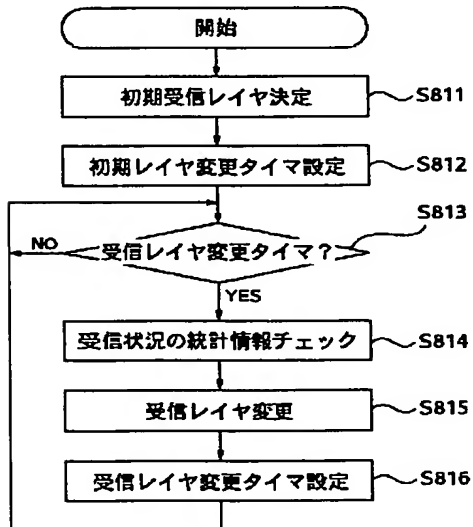 開始
初期受信レイヤ決定
S811
初期レイヤ変更タイマ設定
S812
受信レイヤ変更タイマ?
S813
NO
YES
受信状況の統計情報チェック
S814
受信レイヤ変更
S815
受信レイヤ変更タイマ設定
S816